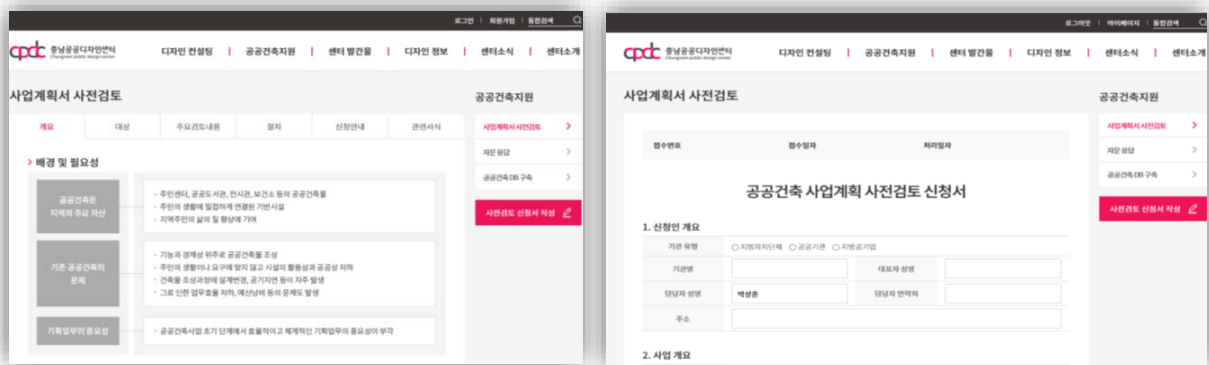 로그인 | 회원가입 | 통합검색
cpdc 충남공공디자인센터
Chungnam public design center
디자인 컨설팅 | 공공건축지원 | 센터 발간물 | 디자인 정보 | 센터소식 | 센터소개
사업계획서 사전검토
개요 대상 주요검토내용 절차 신청안내 관련서식
> 배경 및 필요성
공공건축은
지역의 주요 자산
- 주민센터, 공공도서관, 전시관, 보건소 등의 공공건축물
- 주민의 생활에 밀접하게 연결된 기반시설
- 지역주민의 삶의 질 향상에 기여
기존 공공건축의
문제
- 기능과 경제성 위주로 공공건축물 조성
- 주민의 생활이나 요구에 맞지 않고 시설의 활용성과 공공성 저하
- 건축물 조성과정에 설계변경, 공기지연 등이 자주 발생
- 그로 인한 업무효율 저하, 예산낭비 등의 문제도 발생
기획업무의 중요성
- 공공건축사업 초기 단계에서 효율적이고 체계적인 기획업무의 중요성이 부각
공공건축지원
사업계획서 사전검토 >
자문 응답 >
공공건축 DB 구축 >
사전검토 신청서 작성
로그아웃 | 마이페이지 | 통합검색
cpdc 충남공공디자인센터
Chungnam public design center
디자인 컨설팅 | 공공건축지원 | 센터 발간물 | 디자인 정보 | 센터소식 | 센터소개
사업계획서 사전검토
접수번호 접수일자 처리일자
공공건축 사업계획 사전검토 신청서
1. 신청인 개요
기관 유형 ○지방자치단체 ○공공기관 ○지방공기업
기관명 대표자 성명
담당자 성명 박상훈 담당자 연락처
주소
2. 사업 개요
공공건축지원
사업계획서 사전검토 >
자문 응답 >
공공건축 DB 구축 >
사전검토 신청서 작성